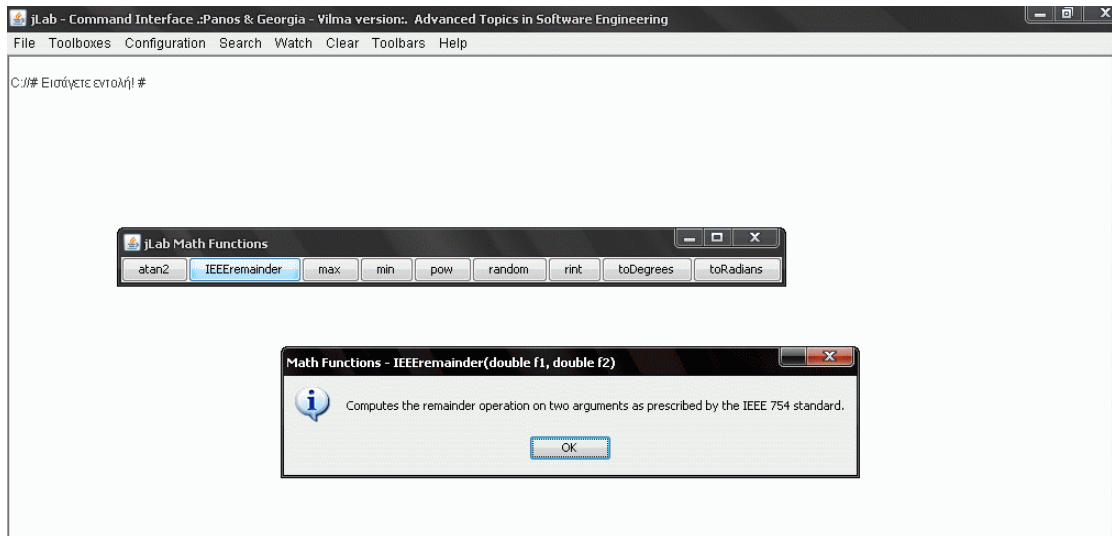 jLab - Command Interface .:Panos & Georgia - Vilma version:. Advanced Topics in Software Engineering
File Toolboxes Configuration Search Watch Clear Toolbars Help
C://# Εισάγετε εντολή! #
jLab Math Functions
atan2 IEEEremainder max min pow random rint toDegrees toRadians
Math Functions - IEEEremainder(double f1, double f2)
Computes the remainder operation on two arguments as prescribed by the IEEE 754 standard.
OK